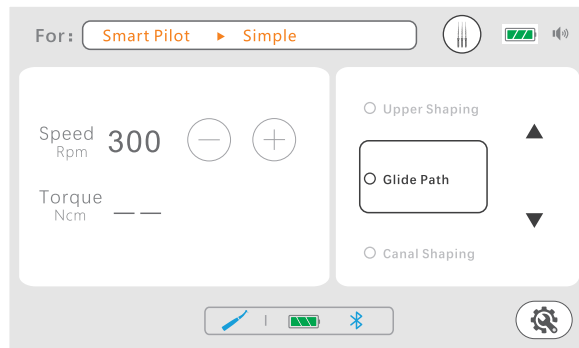 For: Smart Pilot ▶ Simple
Speed
Rpm
300
Torque
Ncm
— —
Upper Shaping
Glide Path
Canal Shaping